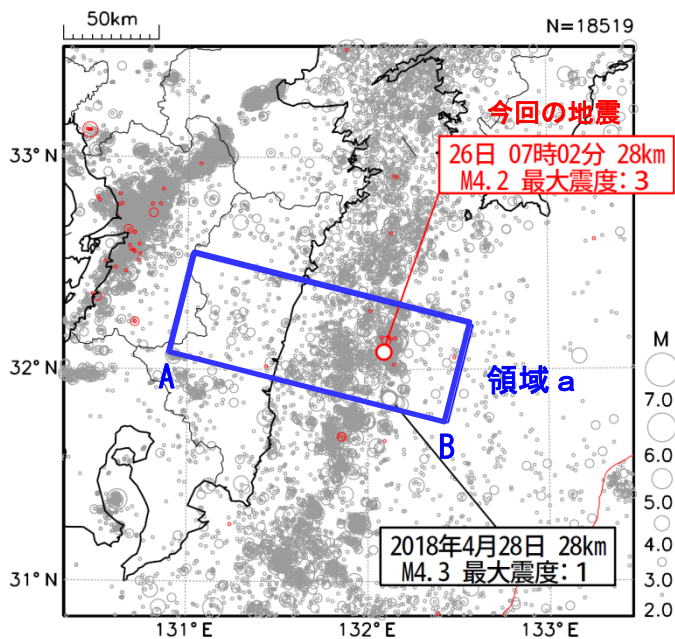 50km
N=18519
今回の地震
26日 07時02分 28km
M4.2 最大震度：3
33°N
32°N
31°N
A
B
領域a
M
7.0
6.0
5.0
4.0
3.0
2.0
2018年4月28日 28km
M4.3 最大震度：1
131°E
132°E
133°E